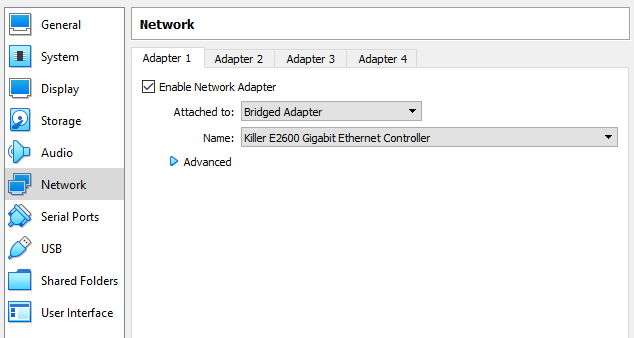 General
System
Display
Storage
Audio
Network
Serial Ports
USB
Shared Folders
User Interface
Network
Adapter 1 Adapter 2 Adapter 3 Adapter 4
Enable Network Adapter
Attached to: Bridged Adapter
Name: Killer E2600 Gigabit Ethernet Controller
Advanced